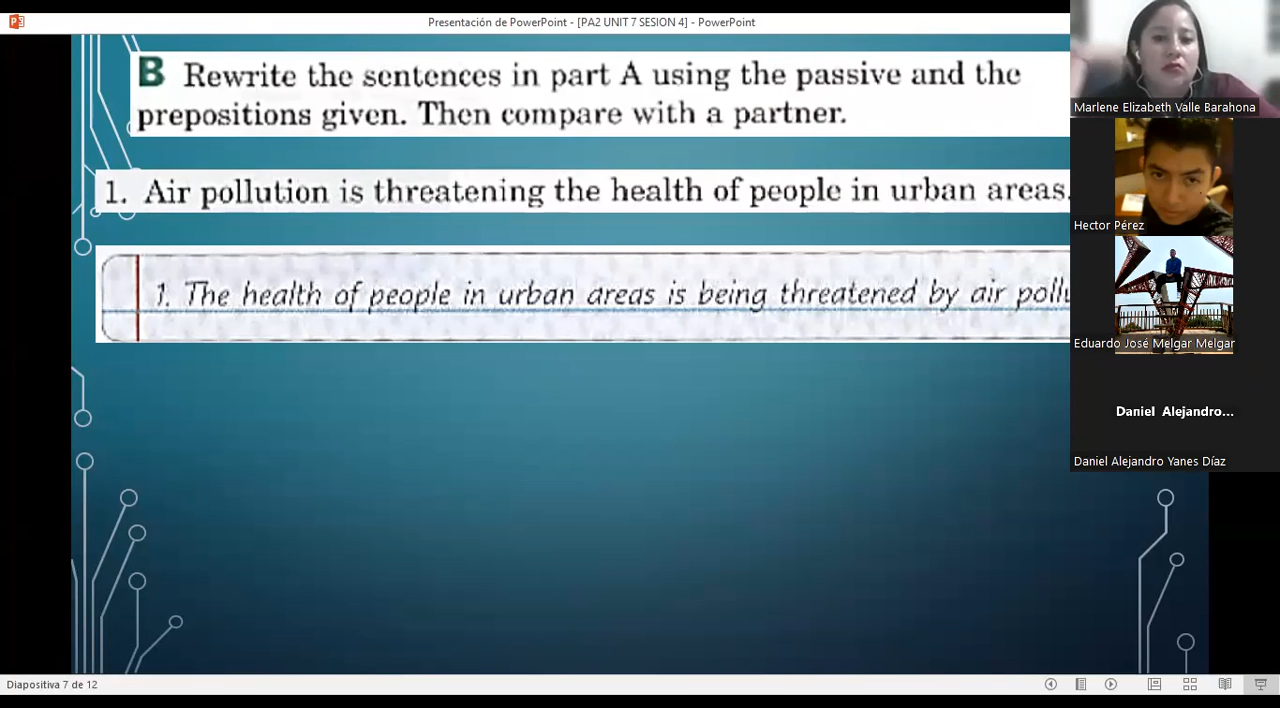 Presentación de PowerPoint - [PA2 UNIT 7 SESION 4] - PowerPoint
B Rewrite the sentences in part A using the passive and the
prepositions given. Then compare with a partner.
1. Air pollution is threatening the health of people in urban areas.
1. The health of people in urban areas is being threatened by air pollu
Marlene Elizabeth Valle Barahona
Hector Pérez
Eduardo José Melgar Melgar
Daniel Alejandro...
Daniel Alejandro Yanes Díaz
Diapositiva 7 de 12